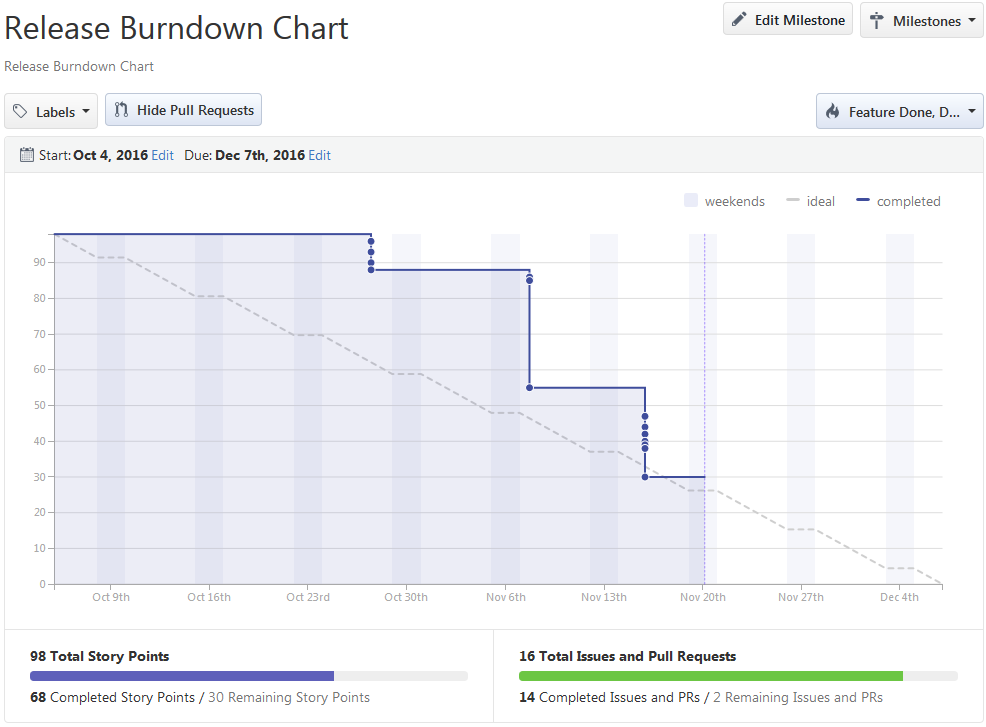 Release Burndown Chart
Edit Milestone
Milestones
Release Burndown Chart
Labels
Hide Pull Requests
Feature Done, D...
Start: Oct 4, 2016 Edit Due: Dec 7th, 2016 Edit
weekends
ideal
completed
90
80
70
60
50
40
30
20
10
0
Oct 9th
Oct 16th
Oct 23rd
Oct 30th
Nov 6th
Nov 13th
Nov 20th
Nov 27th
Dec 4th
98 Total Story Points
68 Completed Story Points / 30 Remaining Story Points
16 Total Issues and Pull Requests
14 Completed Issues and PRs / 2 Remaining Issues and PRs